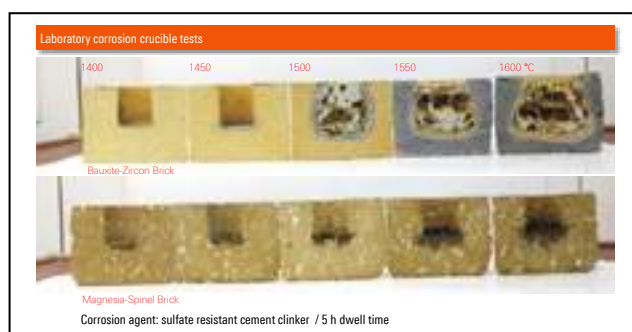 Laboratory corrosion crucible tests
1400 1450 1500 1550 1600 °C
Bauxite-Zircon Brick
Magnesia-Spinel Brick
Corrosion agent: sulfate resistant cement clinker / 5 h dwell time